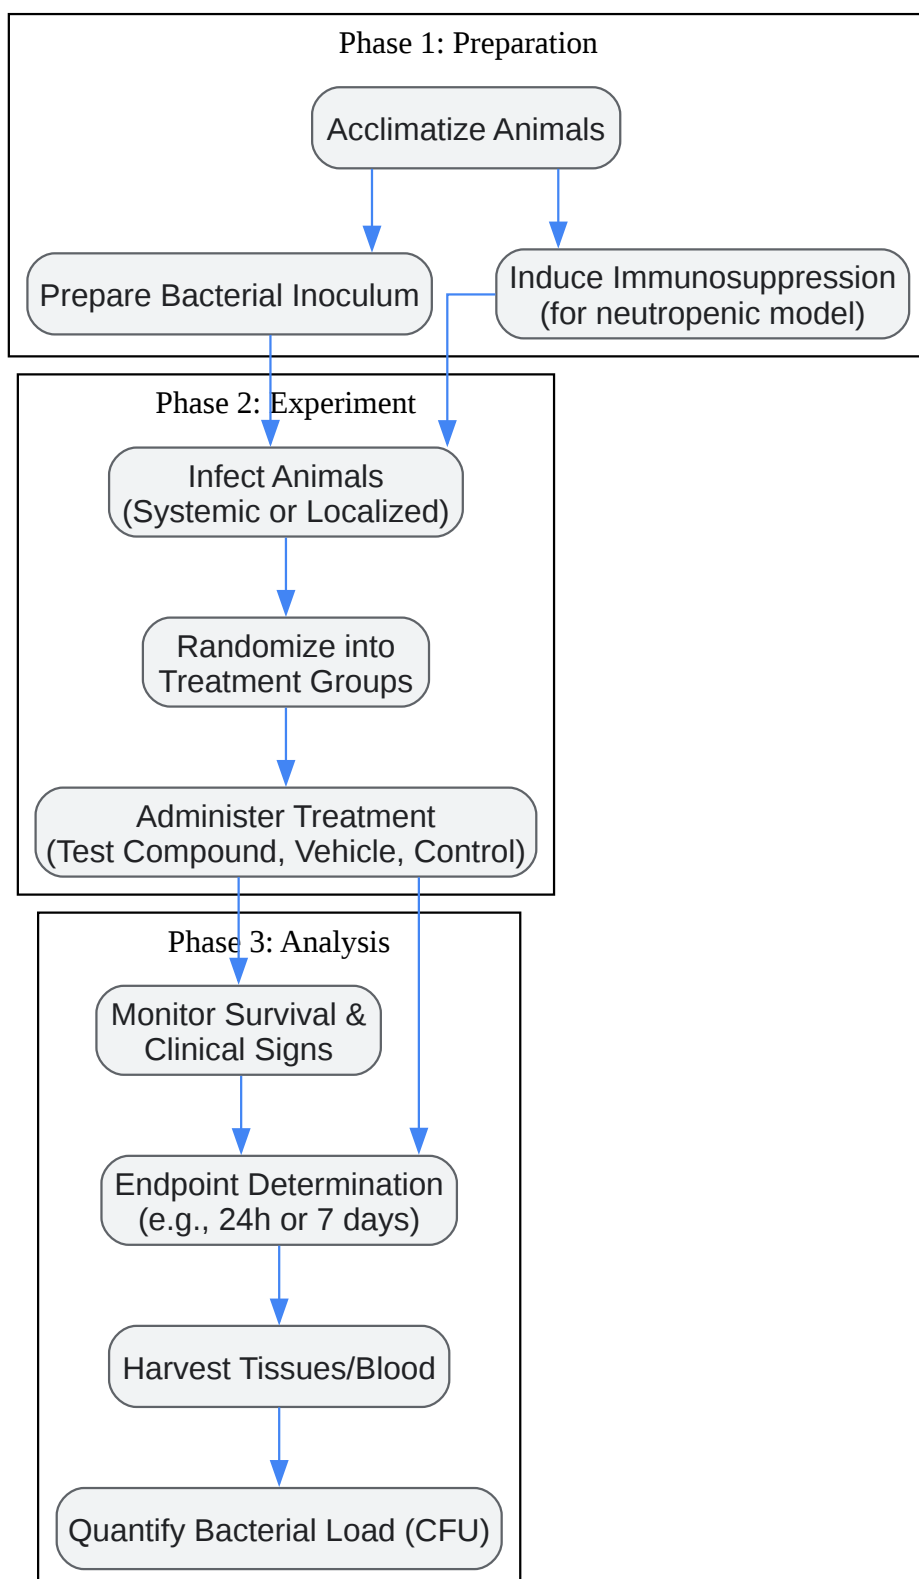 Phase 1: Preparation
Acclimatize Animals
Prepare Bacterial Inoculum
Induce Immunosuppression
(for neutropenic model)
Phase 2: Experiment
Infect Animals
(Systemic or Localized)
Randomize into
Treatment Groups
Administer Treatment
(Test Compound, Vehicle, Control)
Phase 3: Analysis
Monitor Survival &
Clinical Signs
Endpoint Determination
(e.g., 24h or 7 days)
Harvest Tissues/Blood
Quantify Bacterial Load (CFU)